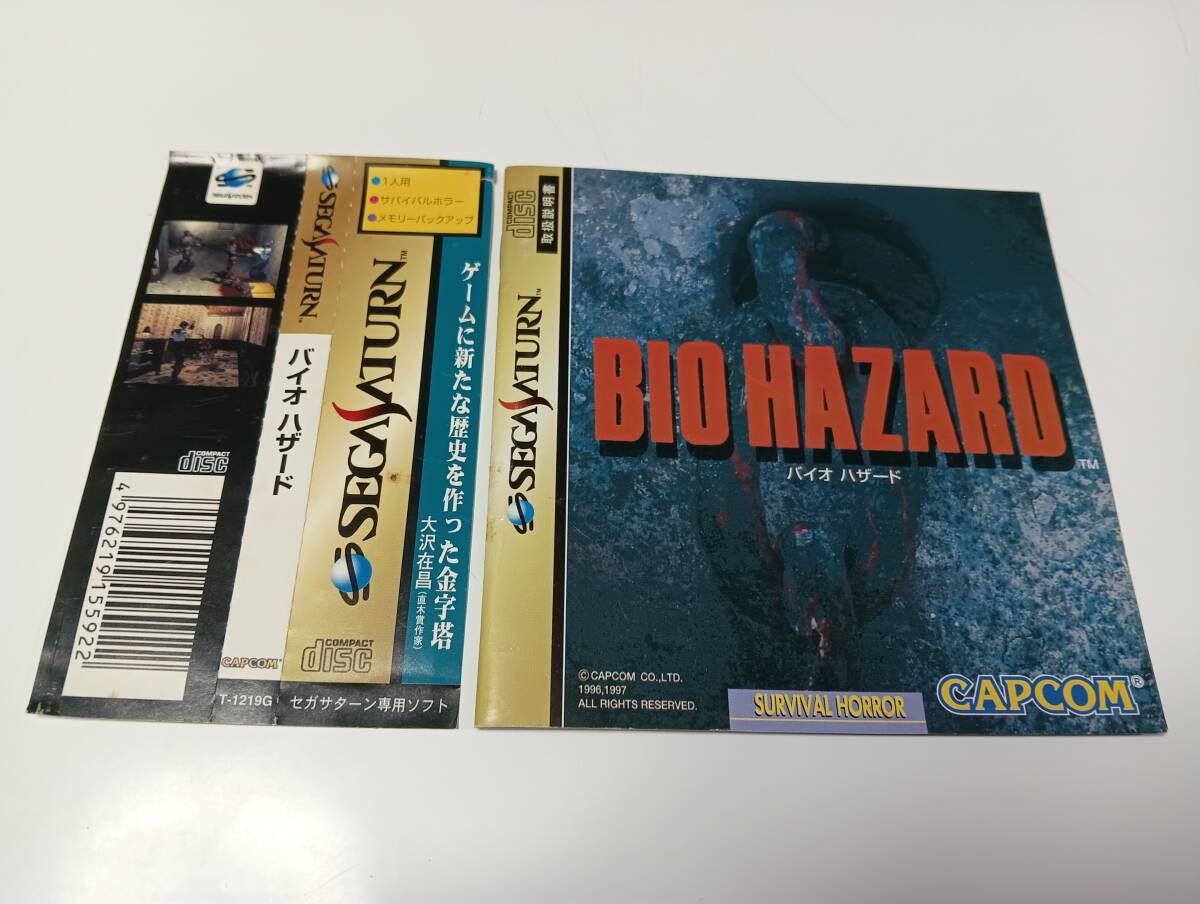 SEGA SATURN
SEGA SATURN™
バイオ ハザード
COMPACT
disc
4976219155922
CAPCOM®
T-1219G
1人用
サバイバルホラー
メモリーバックアップ
SEGA SATURN™
COMPACT
disc
ゲームに新たな歴史を作った金字塔
大沢在昌(直木賞作家)
セガサターン専用ソフト
COMPACT
disc
取扱説明書
SEGA SATURN™
BIO HAZARD™
バイオ ハザード
©CAPCOM CO.,LTD.
1996,1997
ALL RIGHTS RESERVED.
SURVIVAL HORROR
CAPCOM®